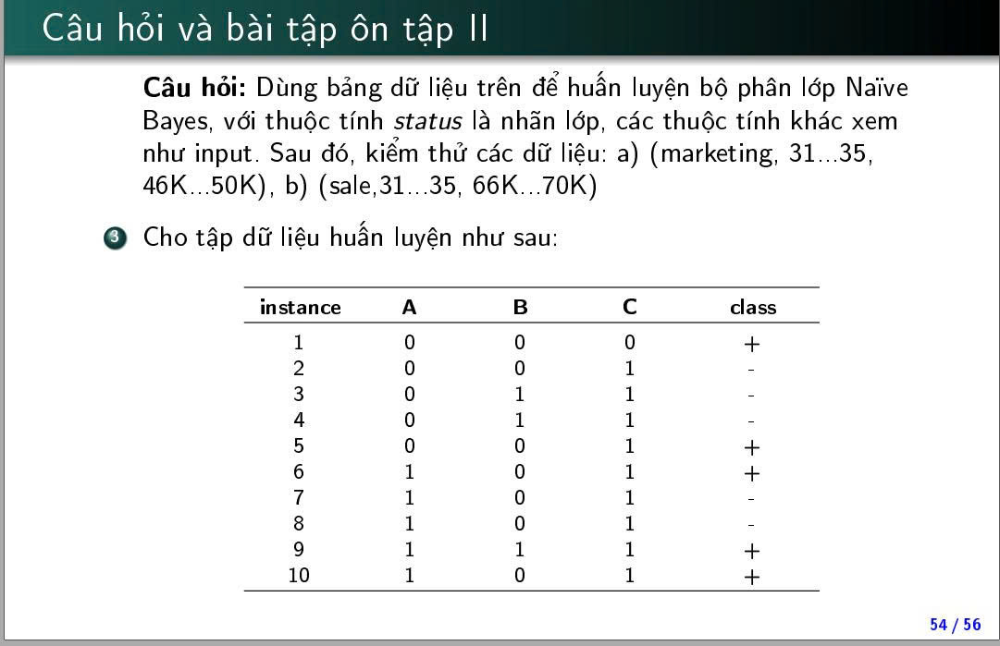 Câu hỏi và bài tập ôn tập II
Câu hỏi: Dùng bảng dữ liệu trên để huấn luyện bộ phân lớp Naïve
Bayes, với thuộc tính status là nhãn lớp, các thuộc tính khác xem
như input. Sau đó, kiểm thử các dữ liệu: a) (marketing, 31...35,
46K...50K), b) (sale,31...35, 66K...70K)
3 Cho tập dữ liệu huấn luyện như sau:
instance A B C class
1 0 0 0 +
2 0 0 1 -
3 0 1 1 -
4 0 1 1 -
5 0 0 1 +
6 1 0 1 +
7 1 0 1 -
8 1 0 1 -
9 1 1 1 +
10 1 0 1 +
54 / 56